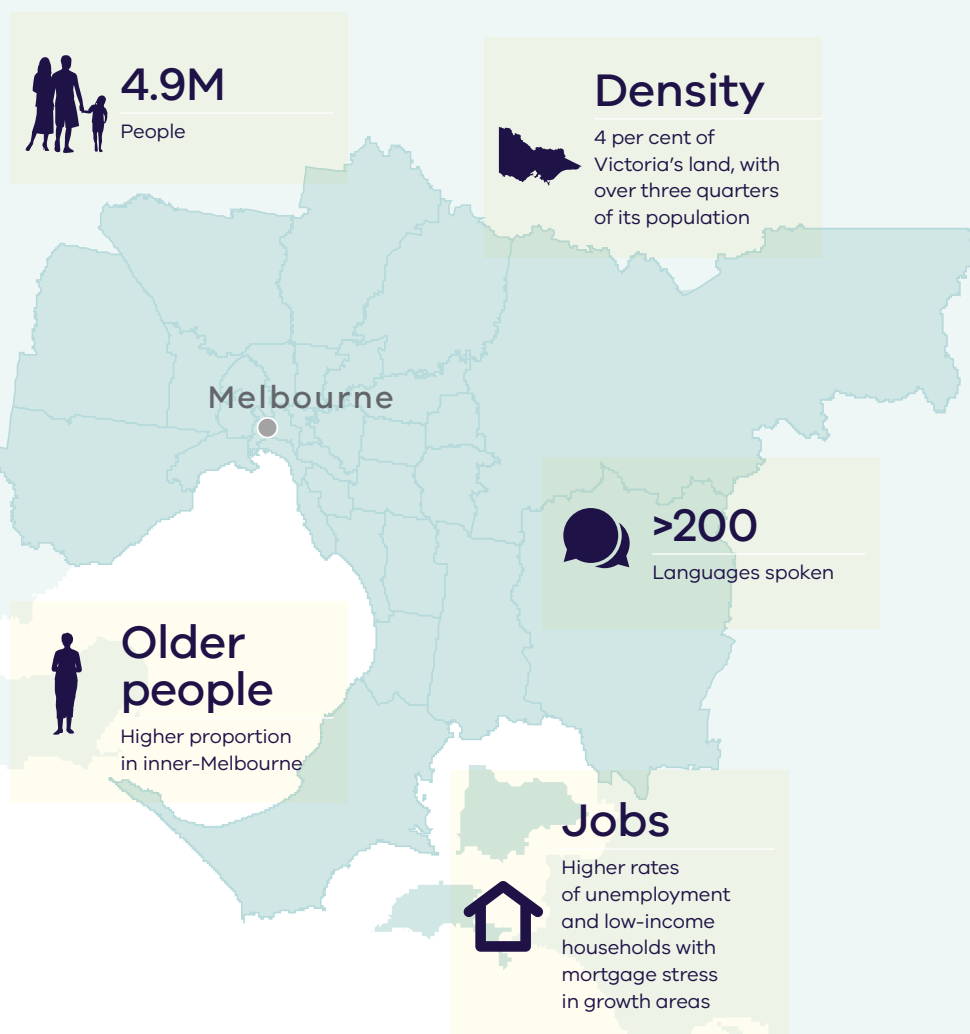 4.9M
People
Density
4 per cent of
Victoria's land, with
over three quarters
of its population
Melbourne
>200
Languages spoken
Older
people
Higher proportion
in inner-Melbourne
Jobs
Higher rates
of unemployment
and low-income
households with
mortgage stress
in growth areas